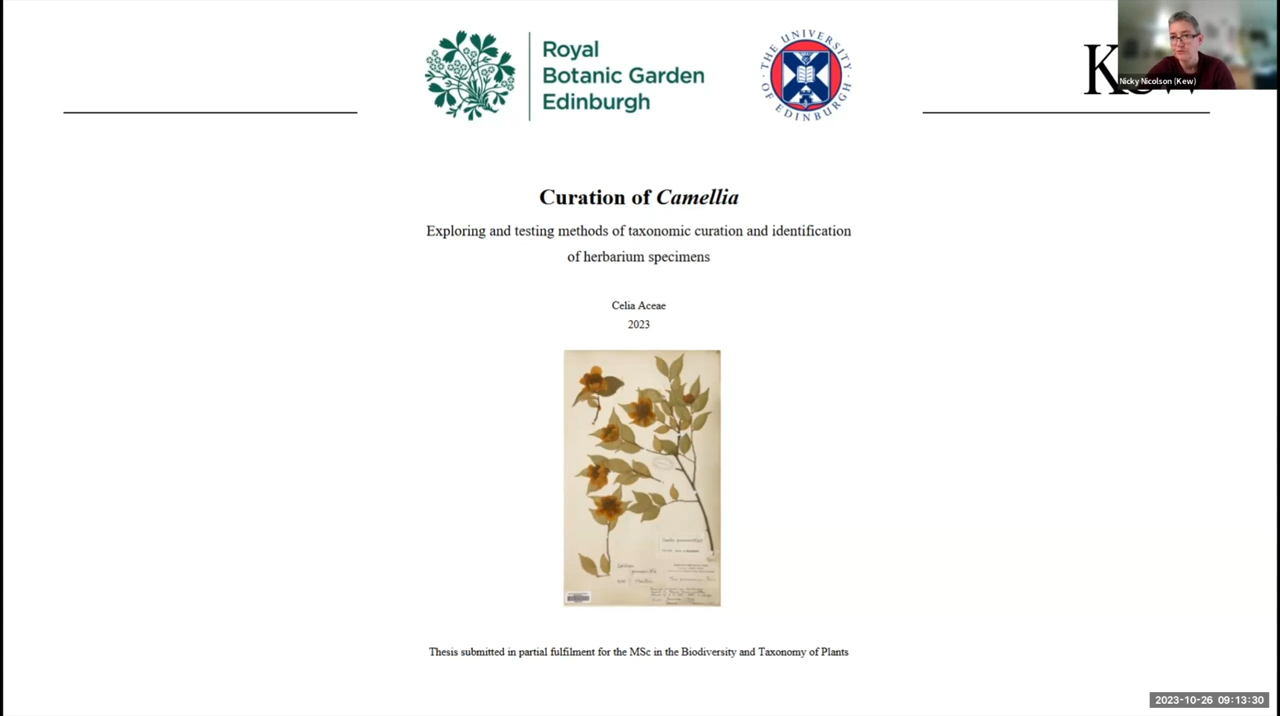 Royal
Botanic Garden
Edinburgh
THE UNIVERSITY OF EDINBURGH
Nicky Nicolson (Kew)
Curation of Camellia
Exploring and testing methods of taxonomic curation and identification
of herbarium specimens
Celia Aceae
2023
Thesis submitted in partial fulfilment for the MSc in the Biodiversity and Taxonomy of Plants
2023-10-26 09:13:30